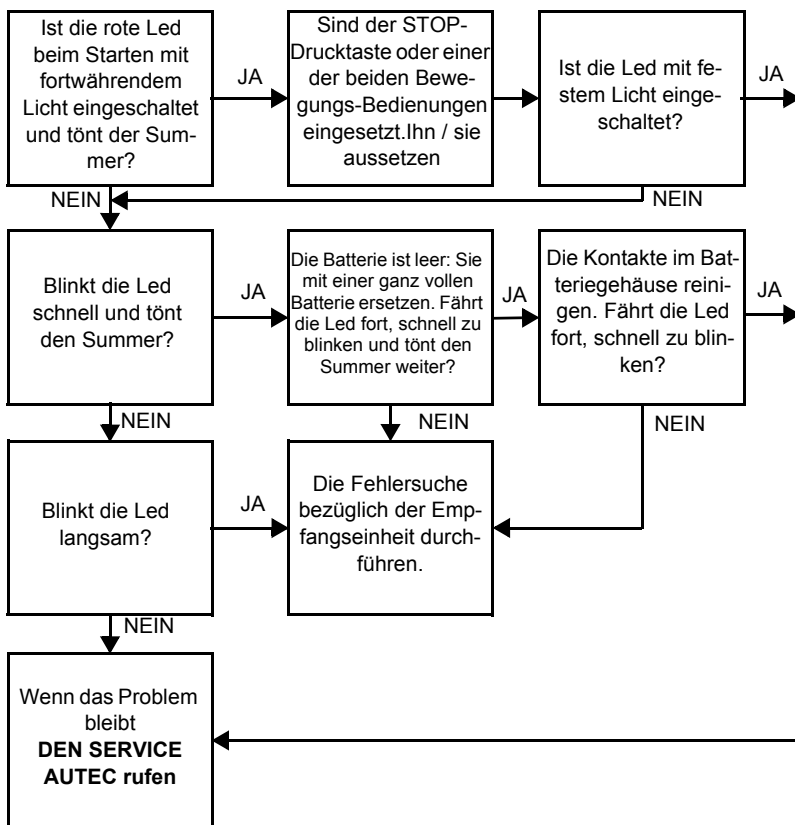 Ist die rote Led
beim Starten mit
fortwährendem
Licht eingeschaltet
und tönt der Sum-
mer?
JA
Sind der STOP-
Drucktaste oder einer
der beiden Bewe-
gungs-Bedienungen
eingesetzt.Ihn / sie
aussetzen
Ist die Led mit fe-
stem Licht einge-
schaltet?
JA
NEIN
NEIN
Blinkt die Led
schnell und tönt
den Summer?
JA
Die Batterie ist leer: Sie
mit einer ganz vollen
Batterie ersetzen. Fährt
die Led fort, schnell zu
blinken und tönt den
Summer weiter?
JA
Die Kontakte im Bat-
teriegehäuse reini-
gen. Fährt die Led
fort, schnell zu blin-
ken?
JA
NEIN
NEIN
NEIN
Blinkt die Led
langsam?
JA
Die Fehlersuche
bezüglich der Emp-
fangseinheit durch-
führen.
NEIN
Wenn das Problem
bleibt
DEN SERVICE
AUTEC rufen